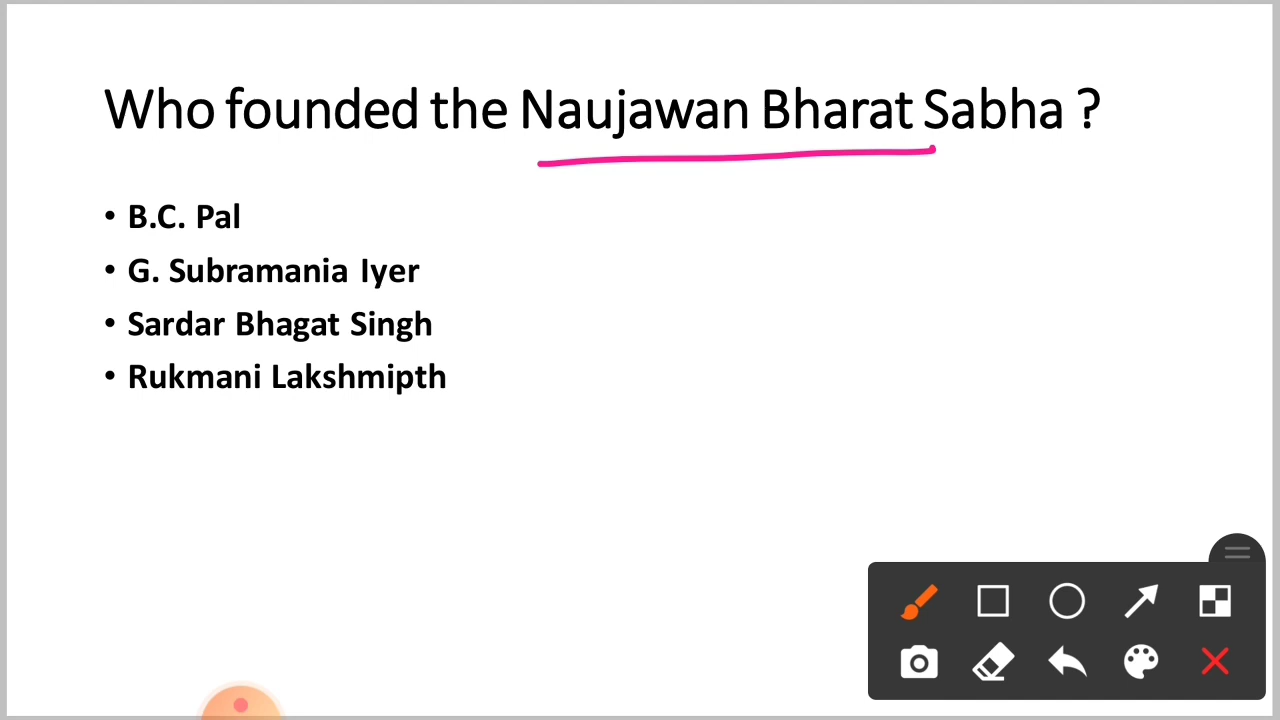 Who founded the Naujawan Bharat Sabha ?
• B.C. Pal
• G. Subramania Iyer
• Sardar Bhagat Singh
• Rukmani Lakshmipth